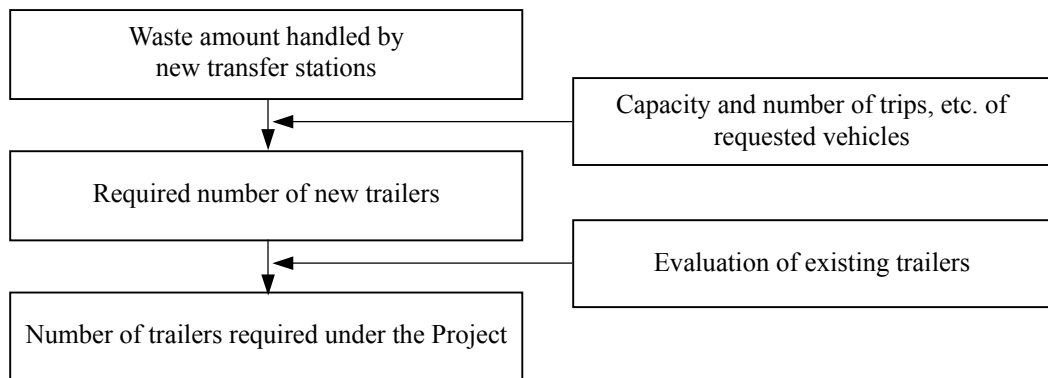 Waste amount handled by
new transfer stations
Capacity and number of trips, etc. of
requested vehicles
Required number of new trailers
Evaluation of existing trailers
Number of trailers required under the Project